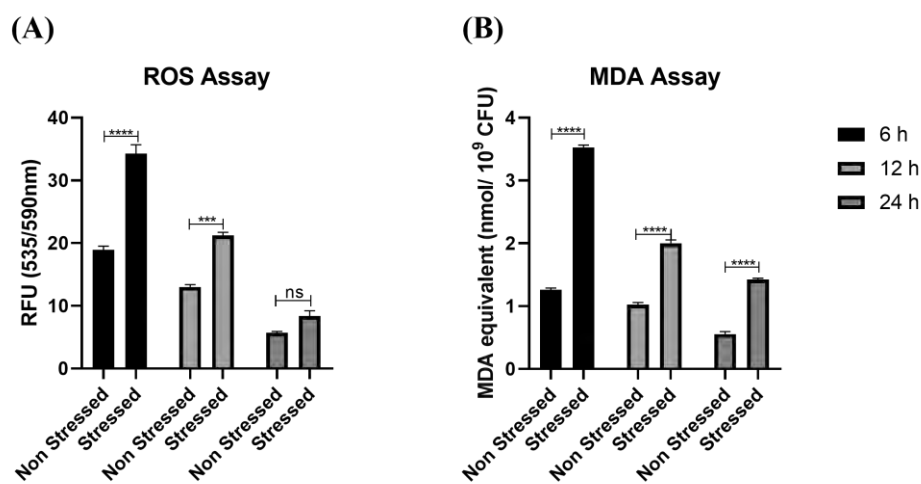 (A)
ROS Assay
RFU (535/590nm)
40
30
20
10
0
****
***
ns
Non Stressed
Stressed
Non Stressed
Stressed
Non Stressed
Stressed
(B)
MDA Assay
MDA equivalent (nmol/ 10⁹ CFU)
4
3
2
1
0
****
****
****
Non Stressed
Stressed
Non Stressed
Stressed
Non Stressed
Stressed
6 h
12 h
24 h